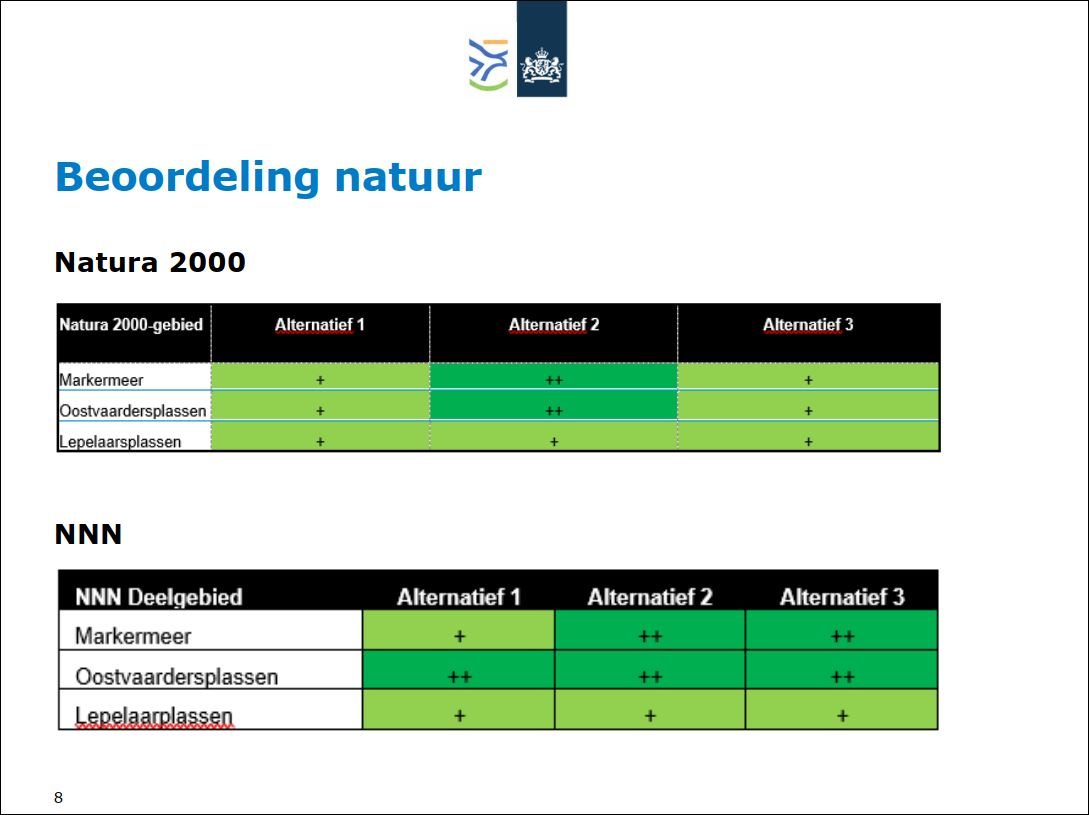 Beoordeling natuur
Natura 2000
Natura 2000-gebied Alternatief 1 Alternatief 2 Alternatief 3
Markermeer + ++ +
Oostvaardersplassen + ++ +
Lepelaarsplassen + + +
NNN
NNN Deelgebied Alternatief 1 Alternatief 2 Alternatief 3
Markermeer + ++ ++
Oostvaardersplassen ++ ++ ++
Lepelaarplassen + + +
8